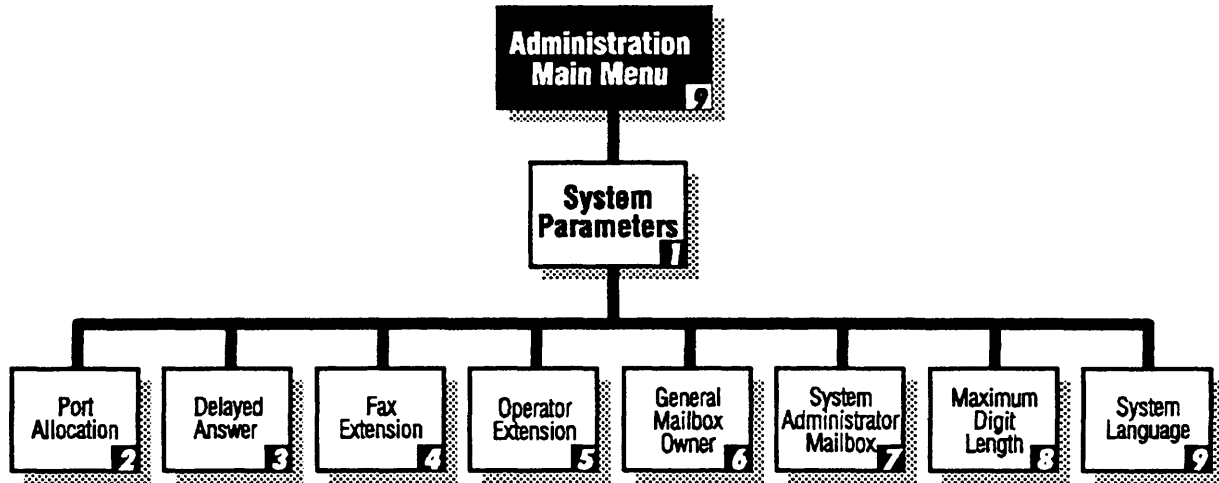 Administration
Main Menu
9
System
Parameters
1
Port
Allocation
2
Delayed
Answer
3
Fax
Extension
4
Operator
Extension
5
General
Mailbox
Owner
6
System
Administrator
Mailbox
7
Maximum
Digit
Length
8
System
Language
9